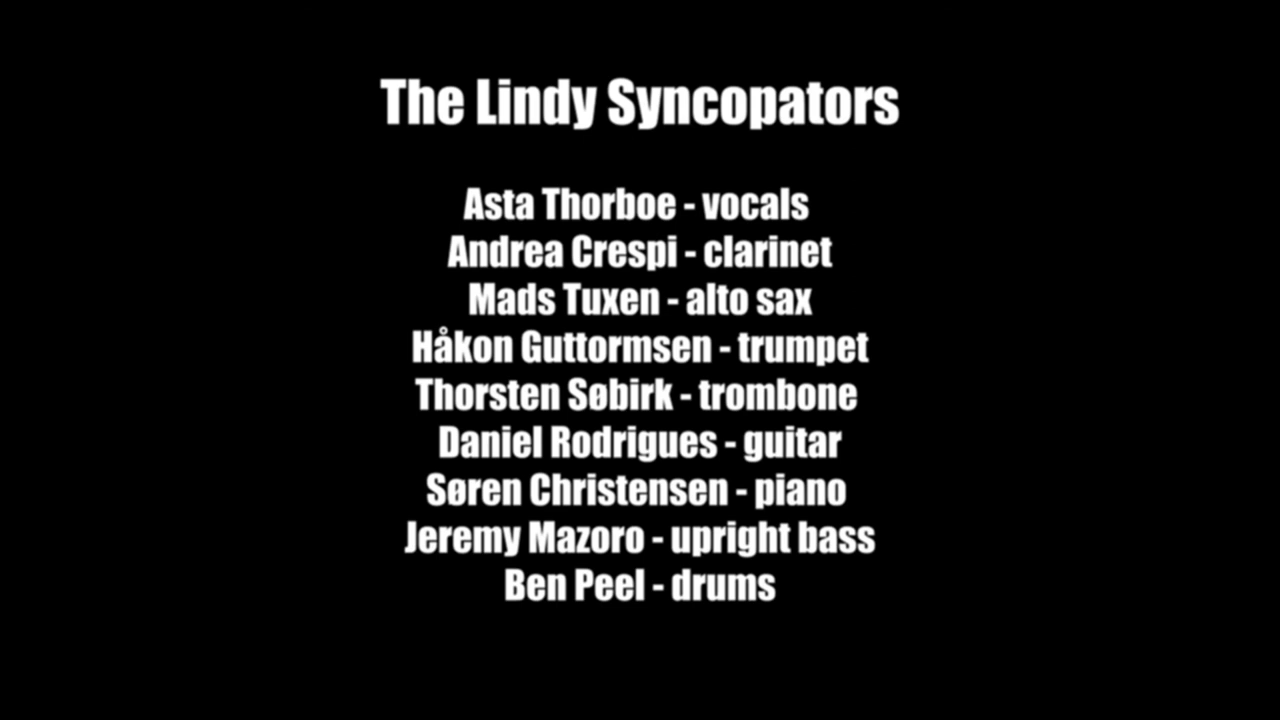 The Lindy Syncopators
Asta Thorboe - vocals
Andrea Crespi - clarinet
Mads Tuxen - alto sax
Håkon Guttormsen - trumpet
Thorsten Søbirk - trombone
Daniel Rodrigues - guitar
Søren Christensen - piano
Jeremy Mazoro - upright bass
Ben Peel - drums